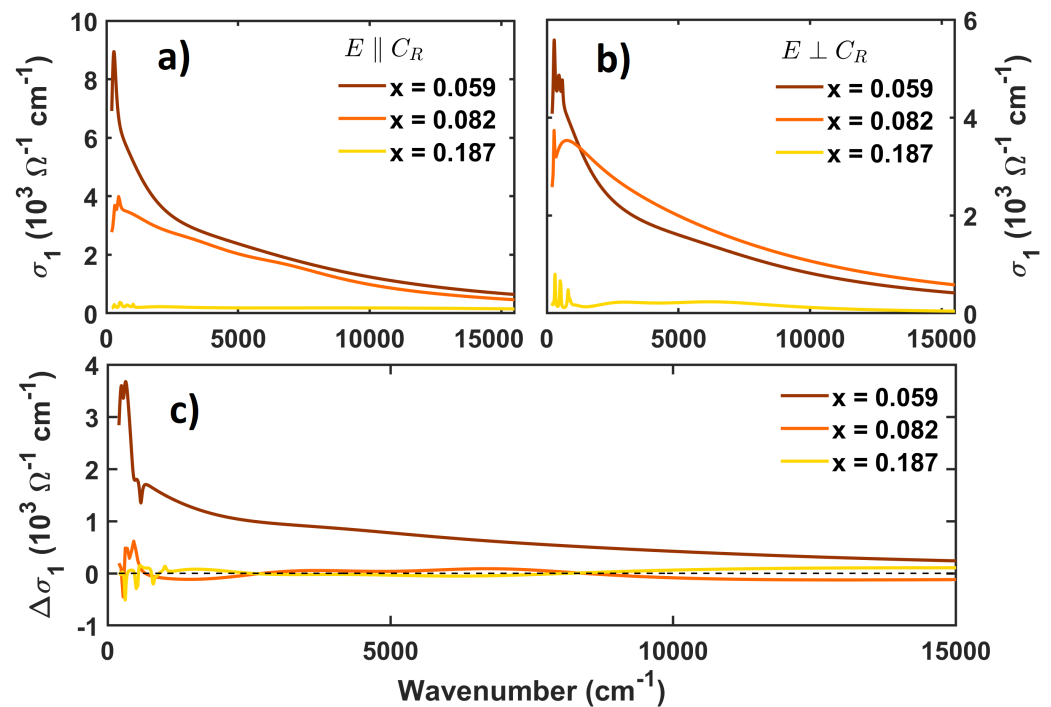 10
8
6
4
2
0
σ₁ (10³ Ω⁻¹ cm⁻¹)
a)
E ∥ C_R
x = 0.059
x = 0.082
x = 0.187
0 5000 10000 15000
b)
E ⊥ C_R
x = 0.059
x = 0.082
x = 0.187
6
4
2
0
σ₁ (10³ Ω⁻¹ cm⁻¹)
0 5000 10000 15000
4
3
2
1
0
-1
Δσ₁ (10³ Ω⁻¹ cm⁻¹)
c)
x = 0.059
x = 0.082
x = 0.187
0 5000 10000 15000
Wavenumber (cm⁻¹)